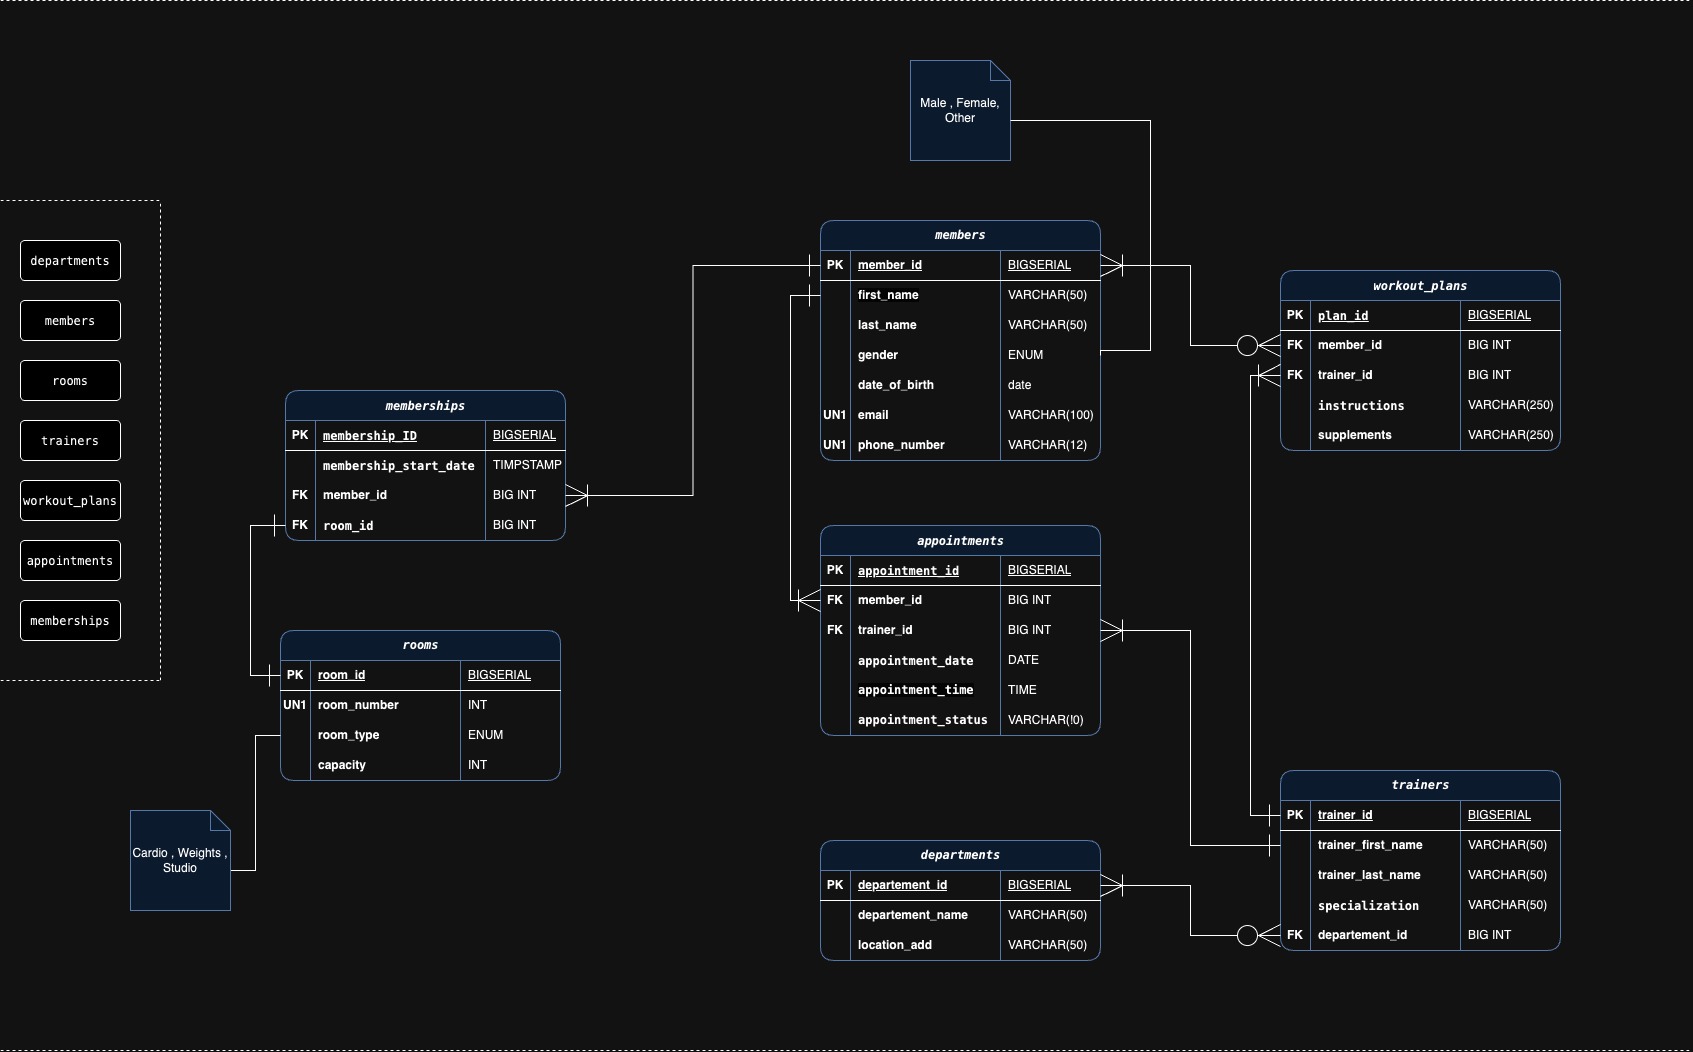 Male , Female,
Other
departments
members
rooms
trainers
workout_plans
appointments
memberships
members
PK member_id BIGSERIAL
first_name VARCHAR(50)
last_name VARCHAR(50)
gender ENUM
date_of_birth date
UN1 email VARCHAR(100)
UN1 phone_number VARCHAR(12)
workout_plans
PK plan_id BIGSERIAL
FK member_id BIG INT
FK trainer_id BIG INT
instructions VARCHAR(250)
supplements VARCHAR(250)
memberships
PK membership_ID BIGSERIAL
membership_start_date TIMPSTAMP
FK member_id BIG INT
FK room_id BIG INT
appointments
PK appointment_id BIGSERIAL
FK member_id BIG INT
FK trainer_id BIG INT
appointment_date DATE
appointment_time TIME
appointment_status VARCHAR(!0)
rooms
PK room_id BIGSERIAL
UN1 room_number INT
room_type ENUM
capacity INT
Cardio , Weights ,
Studio
trainers
PK trainer_id BIGSERIAL
trainer_first_name VARCHAR(50)
trainer_last_name VARCHAR(50)
specialization VARCHAR(50)
FK departement_id BIG INT
departments
PK departement_id BIGSERIAL
departement_name VARCHAR(50)
location_add VARCHAR(50)